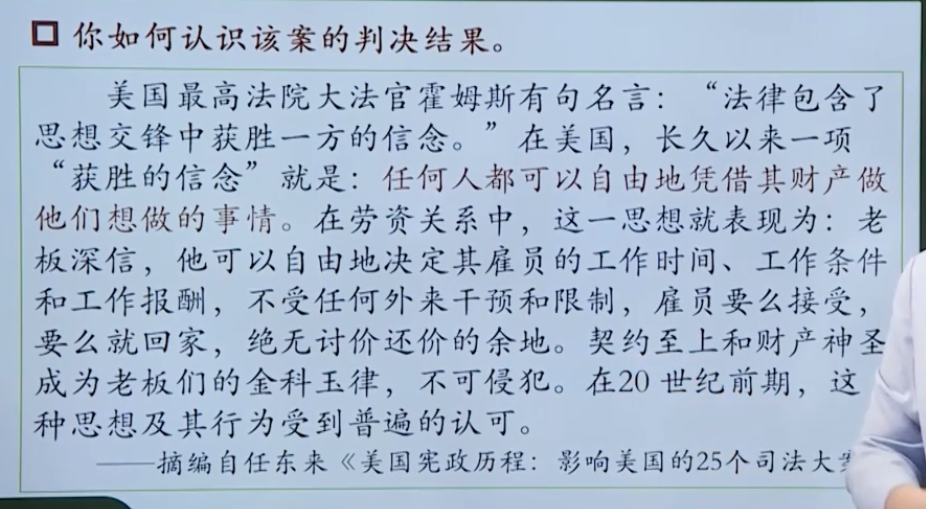 你如何认识该案的判决结果。
美国最高法院大法官霍姆斯有句名言：“法律包含了
思想交锋中获胜一方的信念。”在美国，长久以来一项
“获胜的信念”就是：任何人都可以自由地凭借其财产做
他们想做的事情。在劳资关系中，这一思想就表现为：老
板深信，他可以自由地决定其雇员的工作时间、工作条件
和工作报酬，不受任何外来干预和限制，雇员要么接受，
要么就回家，绝无讨价还价的余地。契约至上和财产神圣
成为老板们的金科玉律，不可侵犯。在20 世纪前期，这
种思想及其行为受到普遍的认可。
——摘编自任东来《美国宪政历程：影响美国的25个司法大